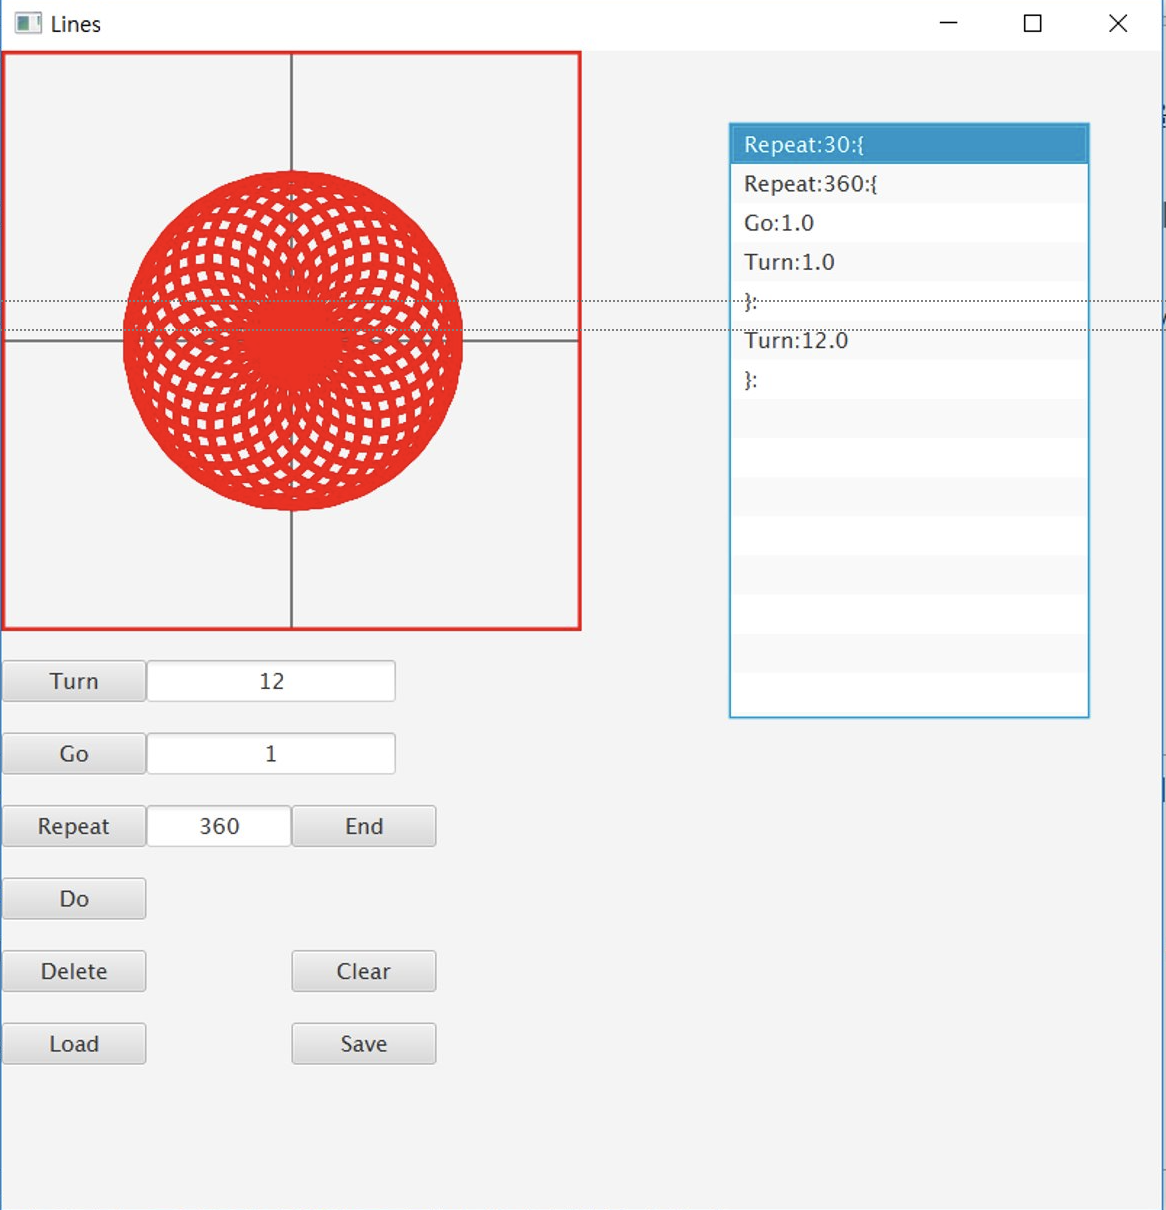 Lines
Repeat:30:{
Repeat:360:{
Go:1.0
Turn:1.0
}:
Turn:12.0
}:
Turn 12
Go 1
Repeat 360 End
Do
Delete Clear
Load Save